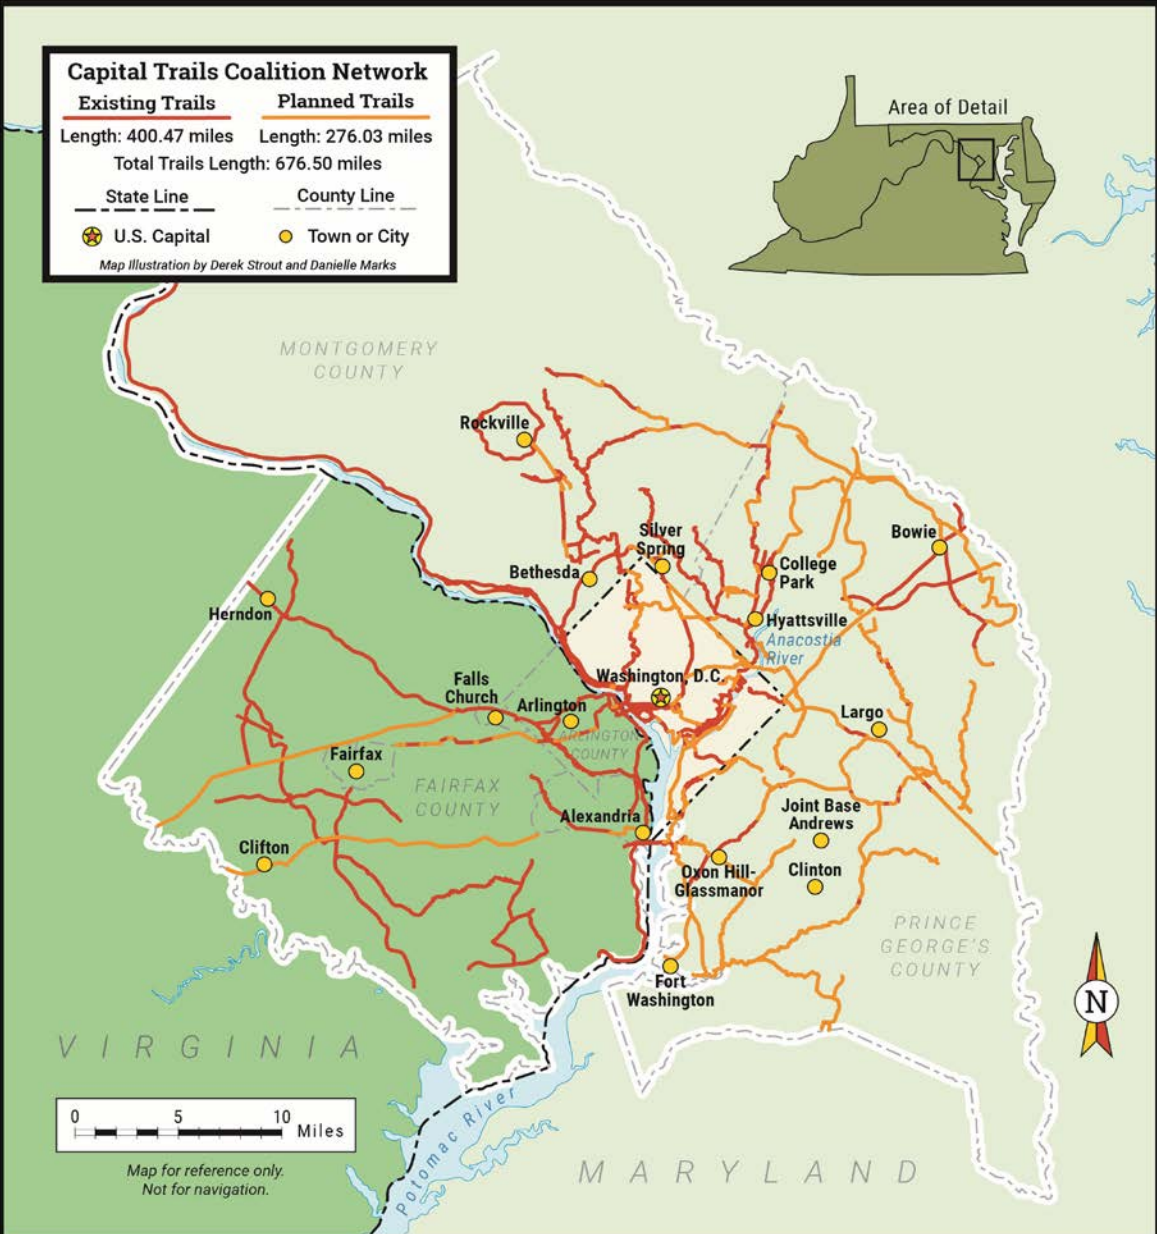 Capital Trails Coalition Network
Existing Trails
Planned Trails
Length: 400.47 miles
Length: 276.03 miles
Total Trails Length: 676.50 miles
State Line
County Line
U.S. Capital
Town or City
Map Illustration by Derek Strout and Danielle Marks
Area of Detail
MONTGOMERY
COUNTY
Rockville
Silver
Spring
Bethesda
College
Park
Bowie
Herndon
Hyattsville
Anacostia
River
Washington, D.C.
Falls
Church
Arlington
ARLINGTON
COUNTY
Largo
Fairfax
FAIRFAX
COUNTY
Alexandria
Joint Base
Andrews
Clifton
Oxon Hill-
Glassmanor
Clinton
PRINCE
GEORGE'S
COUNTY
Fort
Washington
N
VIRGINIA
0 5 10
Miles
Map for reference only.
Not for navigation.
Potomac River
MARYLAND